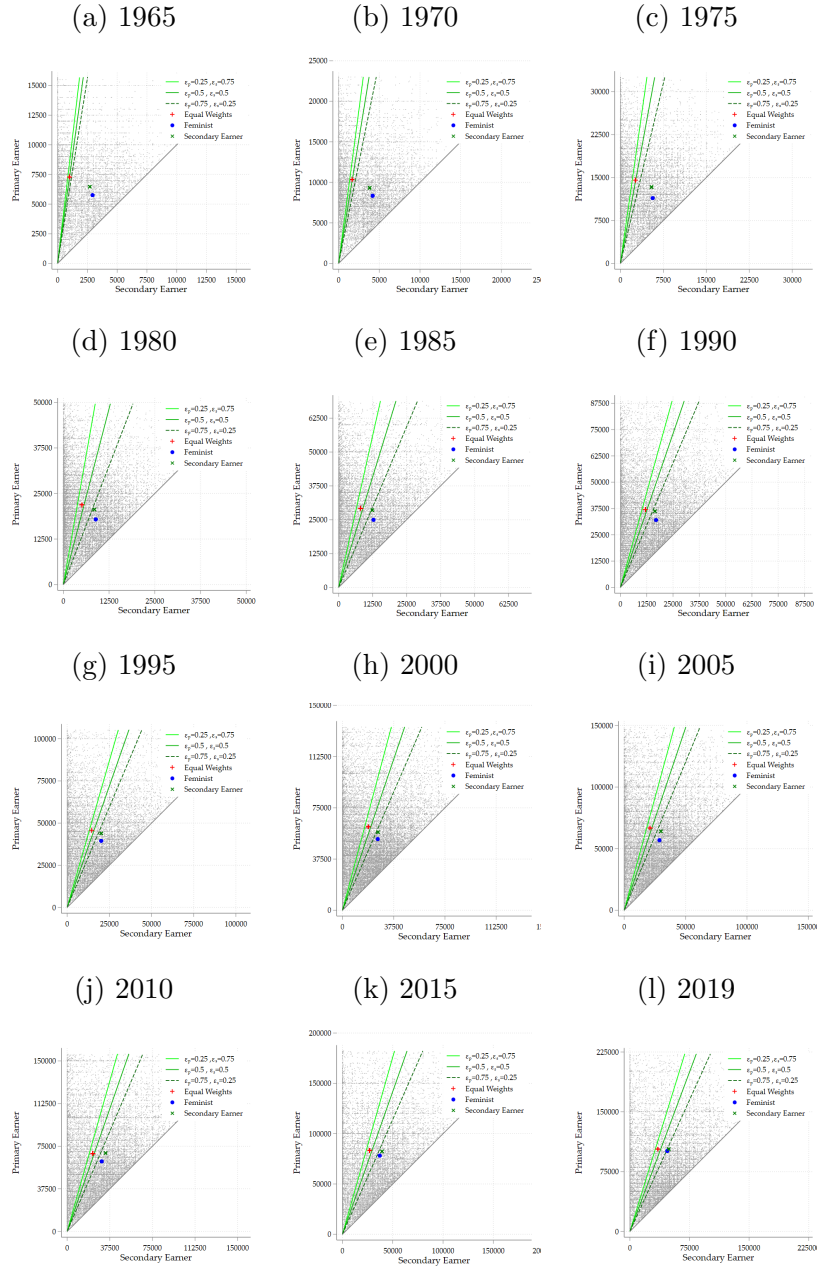 (a) 1965
(b) 1970
(c) 1975
Primary Earner
15000
12500
10000
7500
5000
2500
0
0 2500 5000 7500 10000 12500 15000
Secondary Earner
εp=0.25 ,εs=0.75
εp=0.5 , εs=0.5
εp=0.75 , εs=0.25
Equal Weights
Feminist
Secondary Earner
Primary Earner
25000
20000
15000
10000
5000
0
0 5000 10000 15000 20000 250
Secondary Earner
εp=0.25 ,εs=0.75
εp=0.5 , εs=0.5
εp=0.75 , εs=0.25
Equal Weights
Feminist
Secondary Earner
Primary Earner
30000
22500
15000
7500
0
0 7500 15000 22500 30000
Secondary Earner
εp=0.25 ,εs=0.75
εp=0.5 , εs=0.5
εp=0.75 , εs=0.25
Equal Weights
Feminist
Secondary Earner
(d) 1980
(e) 1985
(f) 1990
Primary Earner
50000
37500
25000
12500
0
0 12500 25000 37500 50000
Secondary Earner
εp=0.25 ,εs=0.75
εp=0.5 , εs=0.5
εp=0.75 , εs=0.25
Equal Weights
Feminist
Secondary Earner
Primary Earner
62500
50000
37500
25000
12500
0
0 12500 25000 37500 50000 62500
Secondary Earner
εp=0.25 ,εs=0.75
εp=0.5 , εs=0.5
εp=0.75 , εs=0.25
Equal Weights
Feminist
Secondary Earner
Primary Earner
87500
75000
62500
50000
37500
25000
12500
0
0 12500 25000 37500 50000 62500 75000 87500
Secondary Earner
εp=0.25 ,εs=0.75
εp=0.5 , εs=0.5
εp=0.75 , εs=0.25
Equal Weights
Feminist
Secondary Earner
(g) 1995
(h) 2000
(i) 2005
Primary Earner
100000
75000
50000
25000
0
0 25000 50000 75000 100000
Secondary Earner
εp=0.25 ,εs=0.75
εp=0.5 , εs=0.5
εp=0.75 , εs=0.25
Equal Weights
Feminist
Secondary Earner
Primary Earner
150000
112500
75000
37500
0
0 37500 75000 112500 15
Secondary Earner
εp=0.25 ,εs=0.75
εp=0.5 , εs=0.5
εp=0.75 , εs=0.25
Equal Weights
Feminist
Secondary Earner
Primary Earner
150000
100000
50000
0
0 50000 100000 150000
Secondary Earner
εp=0.25 ,εs=0.75
εp=0.5 , εs=0.5
εp=0.75 , εs=0.25
Equal Weights
Feminist
Secondary Earner
(j) 2010
(k) 2015
(l) 2019
Primary Earner
150000
112500
75000
37500
0
0 37500 75000 112500 150000
Secondary Earner
εp=0.25 ,εs=0.75
εp=0.5 , εs=0.5
εp=0.75 , εs=0.25
Equal Weights
Feminist
Secondary Earner
Primary Earner
200000
150000
100000
50000
0
0 50000 100000 150000 200
Secondary Earner
εp=0.25 ,εs=0.75
εp=0.5 , εs=0.5
εp=0.75 , εs=0.25
Equal Weights
Feminist
Secondary Earner
Primary Earner
225000
150000
75000
0
0 75000 150000 225000
Secondary Earner
εp=0.25 ,εs=0.75
εp=0.5 , εs=0.5
εp=0.75 , εs=0.25
Equal Weights
Feminist
Secondary Earner